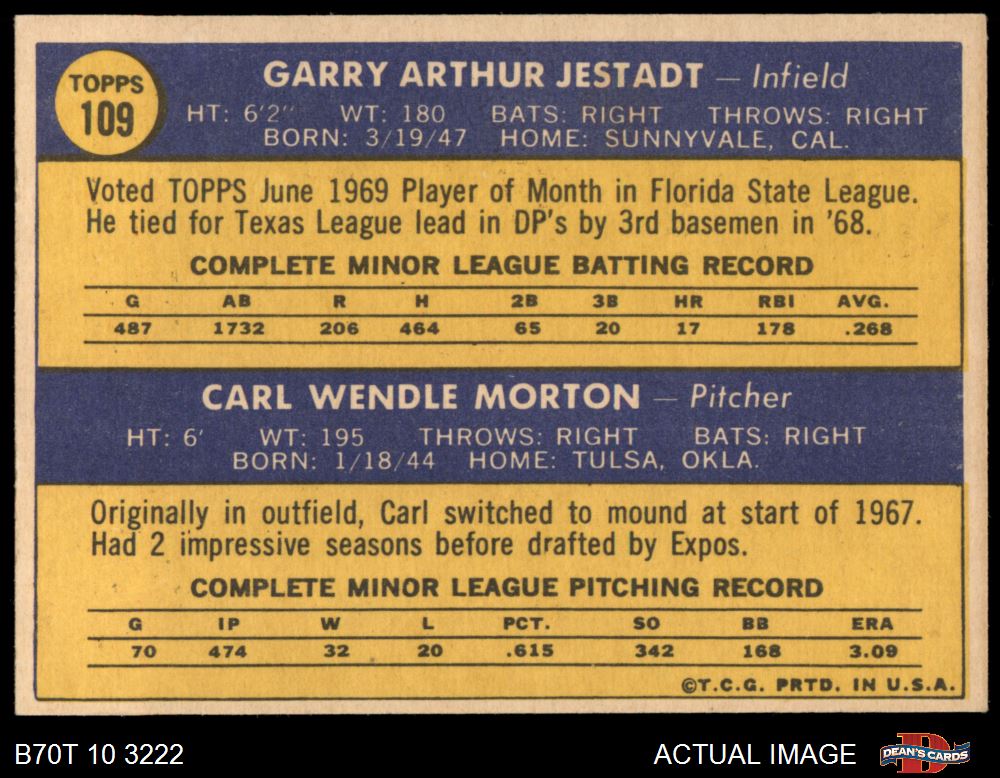 TOPPS
109
GARRY ARTHUR JESTADT — Infield
HT: 6'2" WT: 180 BATS: RIGHT THROWS: RIGHT
BORN: 3/19/47 HOME: SUNNYVALE, CAL.
Voted TOPPS June 1969 Player of Month in Florida State League.
He tied for Texas League lead in DP's by 3rd basemen in '68.
COMPLETE MINOR LEAGUE BATTING RECORD
G AB R H 2B 3B HR RBI AVG.
487 1732 206 464 65 20 17 178 .268
CARL WENDLE MORTON — Pitcher
HT: 6' WT: 195 THROWS: RIGHT BATS: RIGHT
BORN: 1/18/44 HOME: TULSA, OKLA.
Originally in outfield, Carl switched to mound at start of 1967.
Had 2 impressive seasons before drafted by Expos.
COMPLETE MINOR LEAGUE PITCHING RECORD
G IP W L PCT. SO BB ERA
70 474 32 20 .615 342 168 3.09
©T.C.G. PRTD. IN U.S.A.
B70T 10 3222 ACTUAL IMAGE DEAN'S CARDS